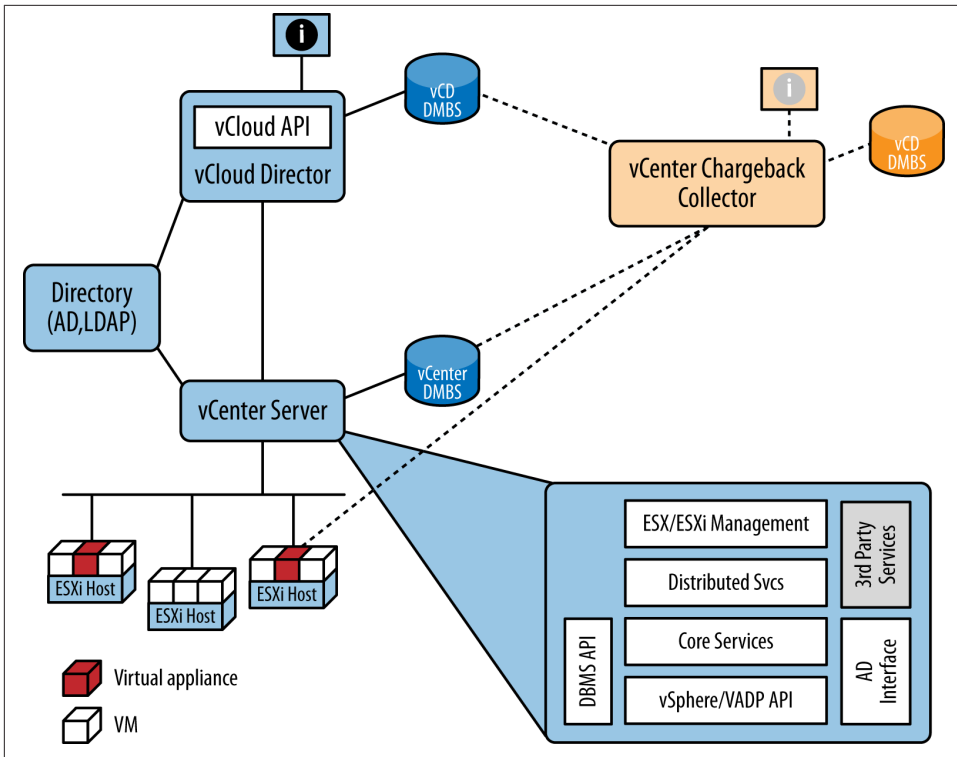 i
vCloud API
vCloud Director
vCD
DMBS
i
vCenter Chargeback
Collector
vCD
DMBS
Directory
(AD,LDAP)
vCenter Server
vCenter
DMBS
ESXi Host
ESXi Host
ESXi Host
ESX/ESXi Management
Distributed Svcs
Core Services
vSphere/VADP API
DBMS API
3rd Party
Services
AD
Interface
Virtual appliance
VM